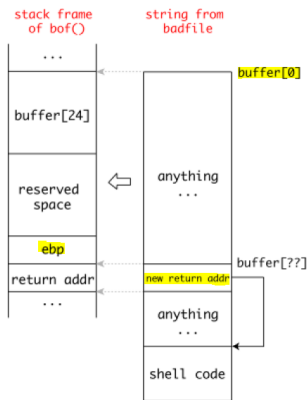 stack frame
of bof()
...
buffer[24]
reserved
space
ebp
return addr
...
string from
badfile
buffer[0]
anything
...
buffer[??]
new return addr
anything
...
shell code